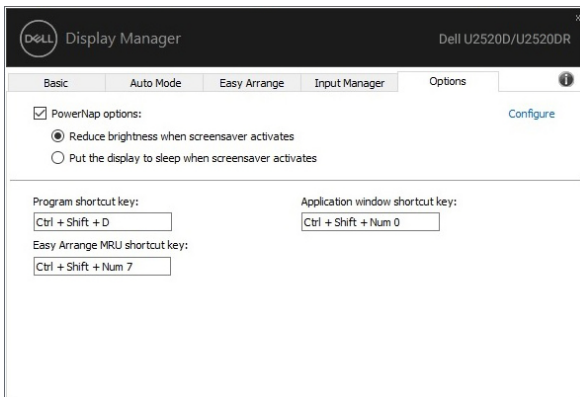 DELL Display Manager Dell U2520D/U2520DR
Basic Auto Mode Easy Arrange Input Manager Options
PowerNap options: Configure
Reduce brightness when screensaver activates
Put the display to sleep when screensaver activates
Program shortcut key: Application window shortcut key:
Ctrl + Shift + D Ctrl + Shift + Num 0
Easy Arrange MRU shortcut key:
Ctrl + Shift + Num 7